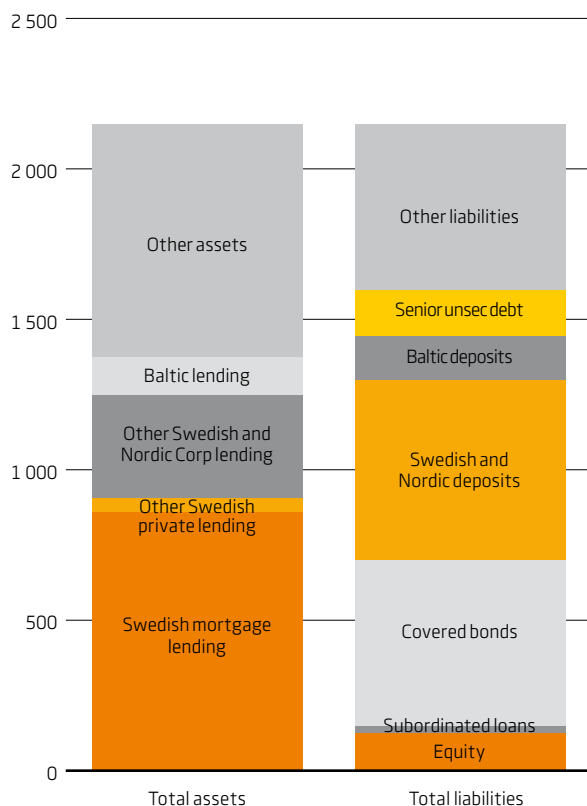 2 500
2 000
1 500
1 000
500
0
Other assets
Baltic lending
Other Swedish and
Nordic Corp lending
Other Swedish
private lending
Swedish mortgage
lending
Total assets
Other liabilities
Senior unsec debt
Baltic deposits
Swedish and
Nordic deposits
Covered bonds
Subordinated loans
Equity
Total liabilities